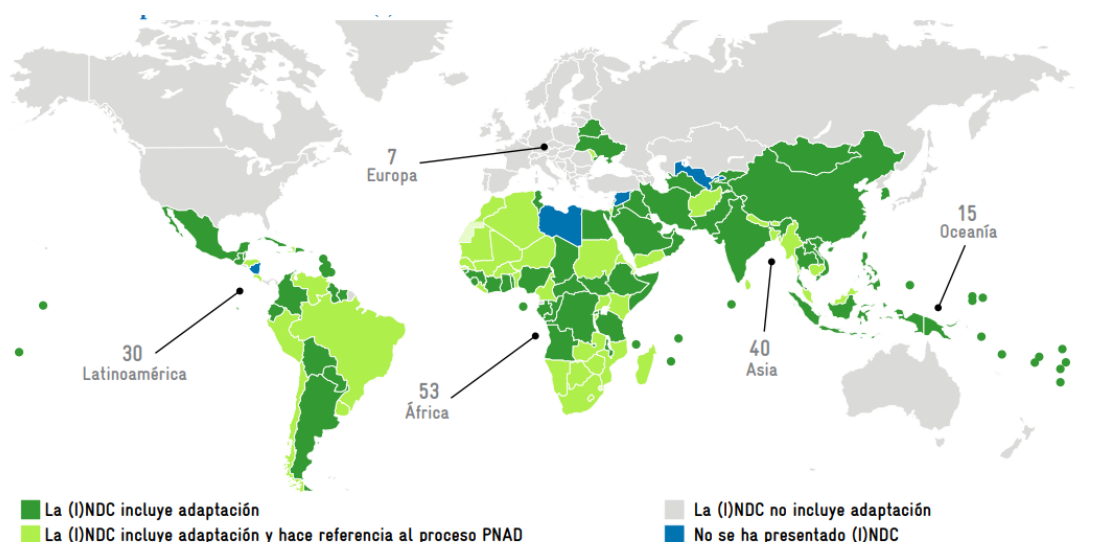 7
Europa
15
Oceanía
30
Latinoamérica
53
África
40
Asia
La (I)NDC incluye adaptación
La (I)NDC incluye adaptación y hace referencia al proceso PNAD
La (I)NDC no incluye adaptación
No se ha presentado (I)NDC